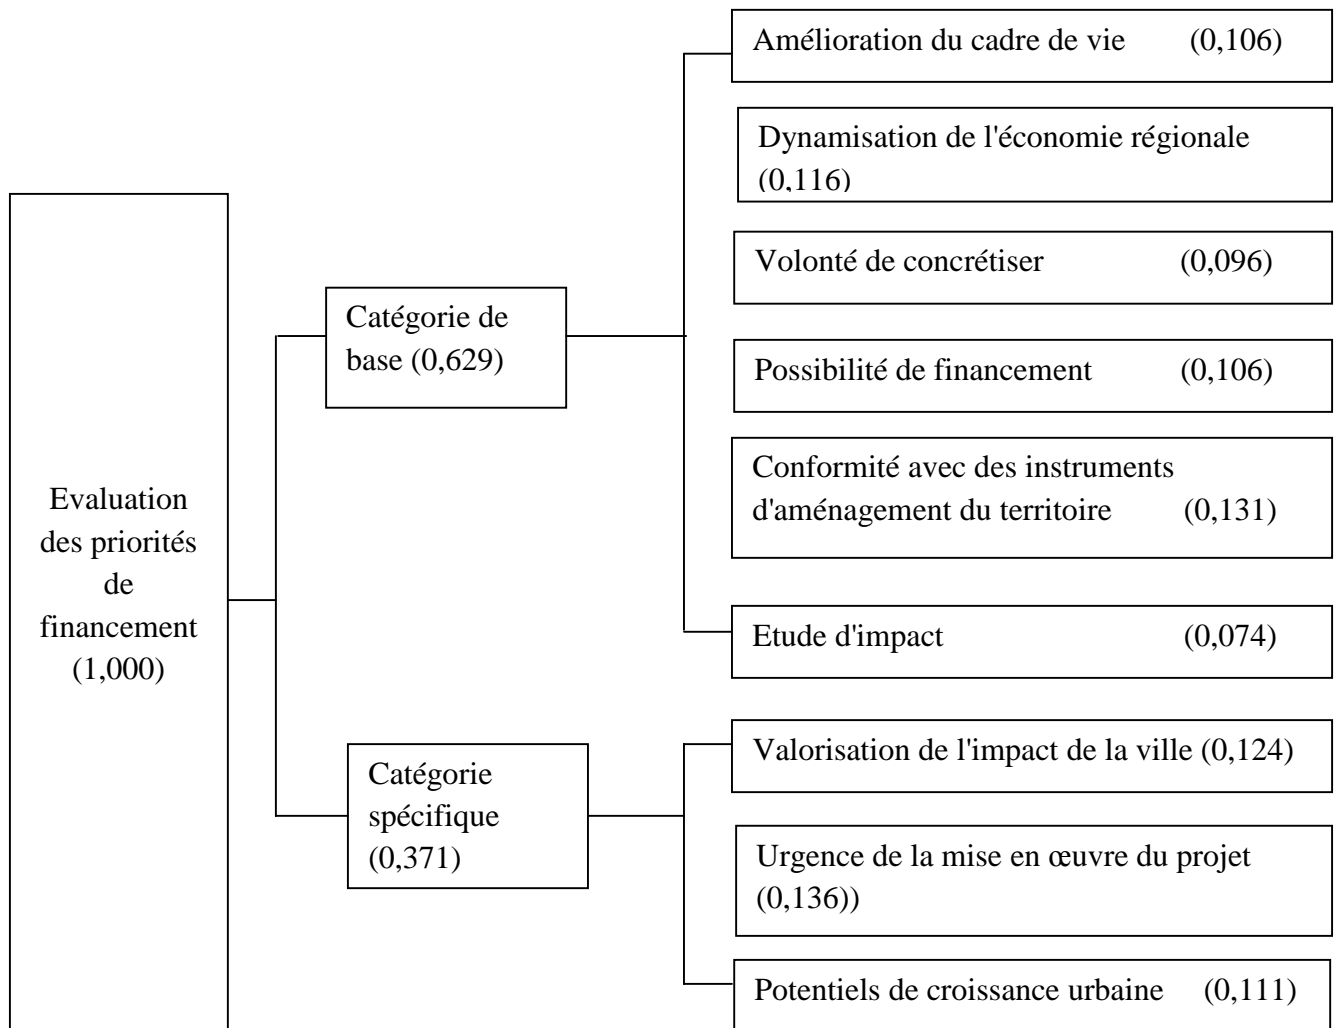 Evaluation
des priorités
de
financement
(1,000)
Catégorie de
base (0,629)
Amélioration du cadre de vie (0,106)
Dynamisation de l'économie régionale
(0,116)
Volonté de concrétiser (0,096)
Possibilité de financement (0,106)
Conformité avec des instruments
d'aménagement du territoire (0,131)
Etude d'impact (0,074)
Catégorie
spécifique
(0,371)
Valorisation de l'impact de la ville (0,124)
Urgence de la mise en œuvre du projet
(0,136))
Potentiels de croissance urbaine (0,111)